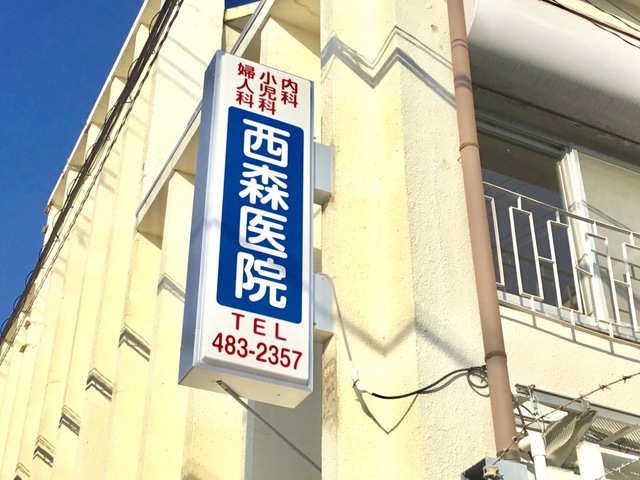 内科
小児科
婦人科
西森医院
TEL
483-2357